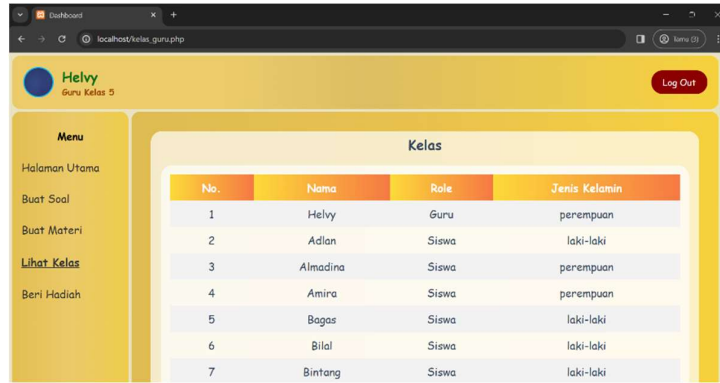 Dashboard
localhost/kelas_guru.php
Helvy
Guru Kelas 5
Log Out
Menu
Halaman Utama
Buat Soal
Buat Materi
Lihat Kelas
Beri Hadiah
Kelas
No. Nama Role Jenis Kelamin
1 Helvy Guru perempuan
2 Adlan Siswa laki-laki
3 Almadina Siswa perempuan
4 Amira Siswa perempuan
5 Bagas Siswa laki-laki
6 Bilal Siswa laki-laki
7 Bintang Siswa laki-laki